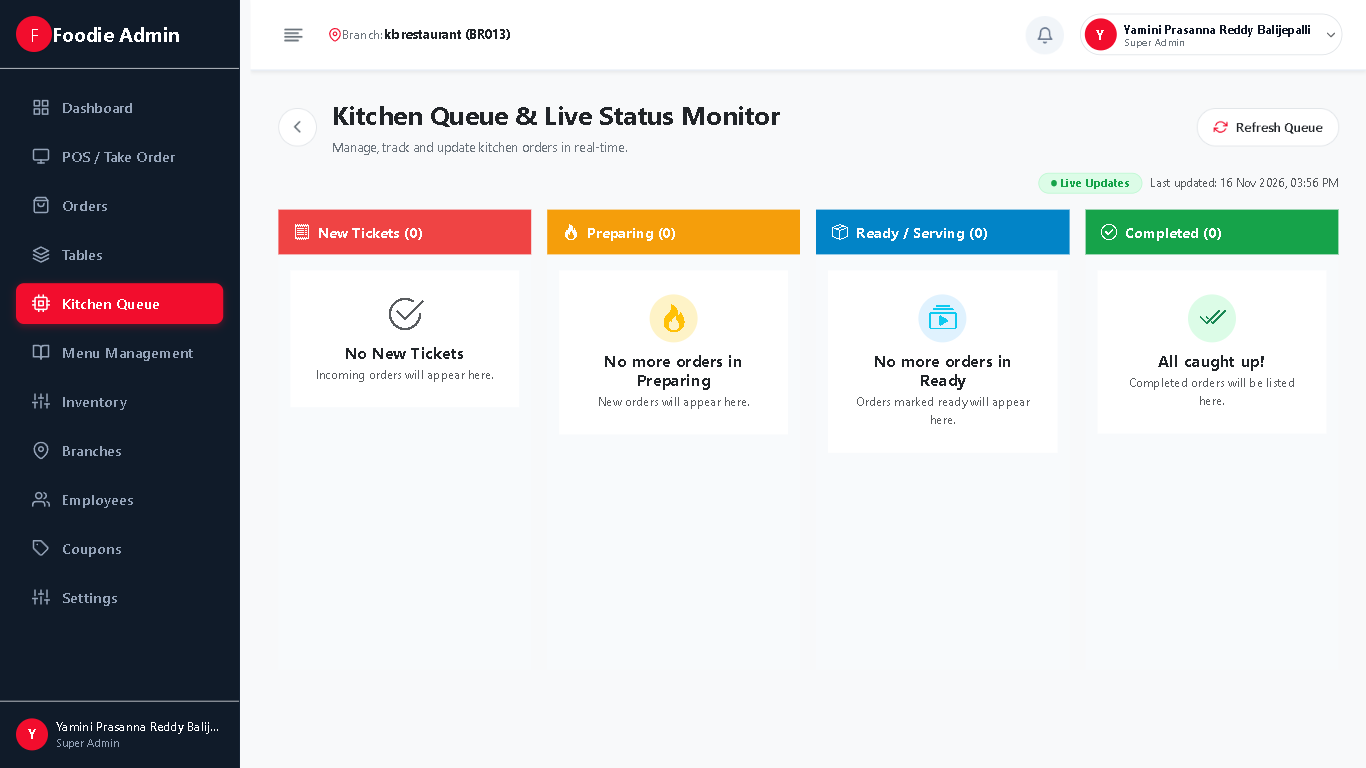 F Foodie Admin
Dashboard
POS / Take Order
Orders
Tables
Kitchen Queue
Menu Management
Inventory
Branches
Employees
Coupons
Settings
Y
Yamini Prasanna Reddy Balij...
Super Admin
Branch: kb restaurant (BR013)
Y
Yamini Prasanna Reddy Balijepalli
Super Admin
Kitchen Queue & Live Status Monitor
Manage, track and update kitchen orders in real-time.
Refresh Queue
Live Updates
Last updated: 16 Nov 2026, 03:56 PM
New Tickets (0)
No New Tickets
Incoming orders will appear here.
Preparing (0)
No more orders in
Preparing
New orders will appear here.
Ready / Serving (0)
No more orders in
Ready
Orders marked ready will appear
here.
Completed (0)
All caught up!
Completed orders will be listed
here.